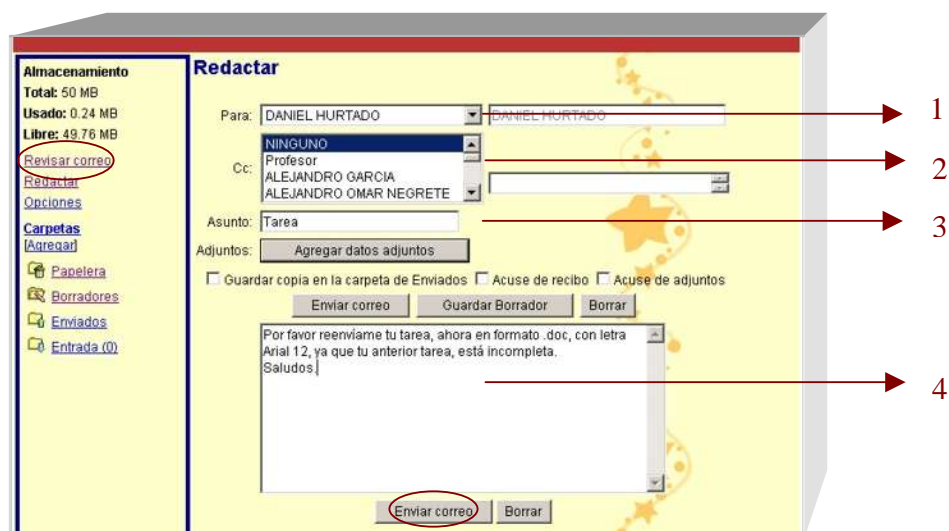 Almacenamiento
Total: 50 MB
Usado: 0.24 MB
Libre: 49.76 MB
Revisar correo
Redactar
Opciones
Carpetas
[Agregar]
Papelera
Borradores
Enviados
Entrada (0)
Redactar
Para: DANIEL HURTADO DANIEL HURTADO 1
Cc: NINGUNO
Profesor 2
ALEJANDRO GARCIA
ALEJANDRO OMAR NEGRETE
Asunto: Tarea 3
Adjuntos: Agregar datos adjuntos
Guardar copia en la carpeta de Enviados Acuse de recibo Acuse de adjuntos
Enviar correo Guardar Borrador Borrar
Por favor reenvíame tu tarea, ahora en formato .doc, con letra
Arial 12, ya que tu anterior tarea, está incompleta.
Saludos.
4
Enviar correo Borrar